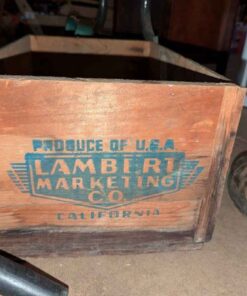 PRODUCE OF U.S.A.
LAMBERT
MARKETING
CO.
CALIFORNIA